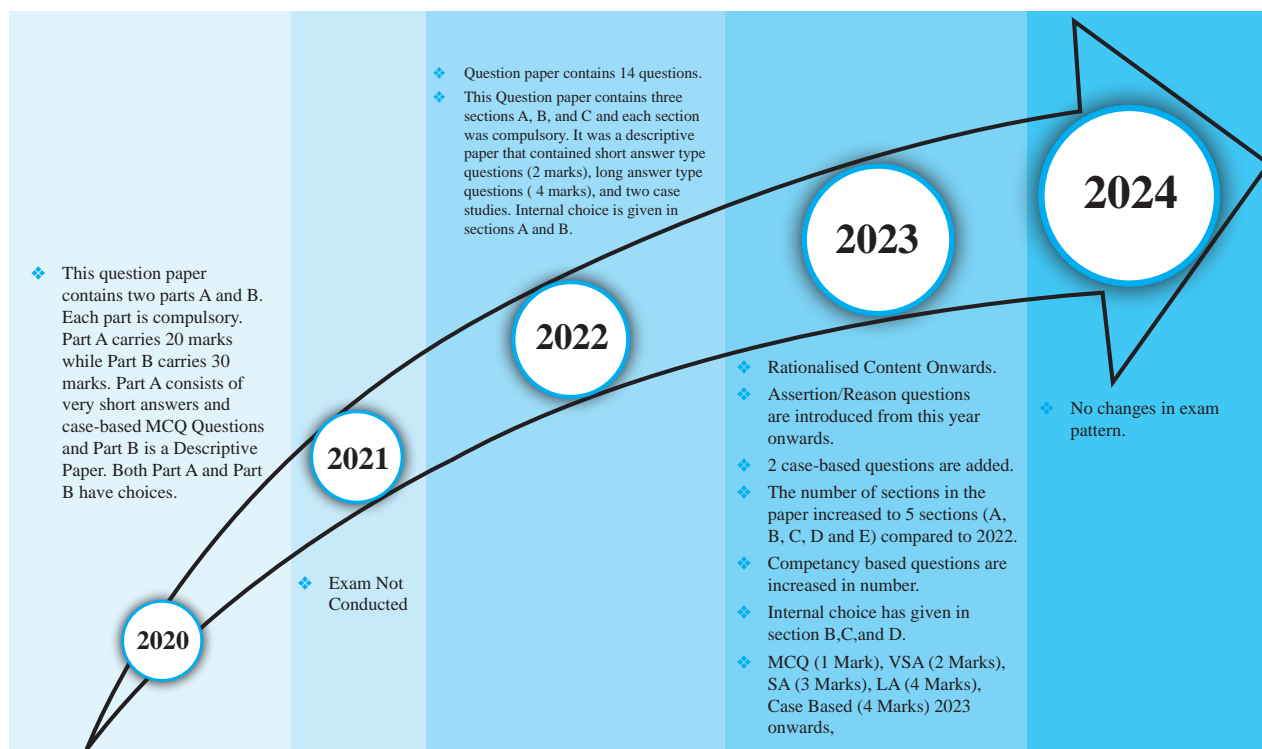 ❖ This question paper
contains two parts A and B.
Each part is compulsory.
Part A carries 20 marks
while Part B carries 30
marks. Part A consists of
very short answers and
case-based MCQ Questions
and Part B is a Descriptive
Paper. Both Part A and Part
B have choices.
2020
2021
❖ Exam Not
Conducted
❖ Question paper contains 14 questions.
❖ This Question paper contains three
sections A, B, and C and each section
was compulsory. It was a descriptive
paper that contained short answer type
questions (2 marks), long answer type
questions ( 4 marks), and two case
studies. Internal choice is given in
sections A and B.
2022
2023
❖ Rationalised Content Onwards.
❖ Assertion/Reason questions
are introduced from this year
onwards.
❖ 2 case-based questions are added.
❖ The number of sections in the
paper increased to 5 sections (A,
B, C, D and E) compared to 2022.
❖ Competency based questions are
increased in number.
❖ Internal choice has given in
section B,C,and D.
❖ MCQ (1 Mark), VSA (2 Marks),
SA (3 Marks), LA (4 Marks),
Case Based (4 Marks) 2023
onwards,
2024
❖ No changes in exam
pattern.